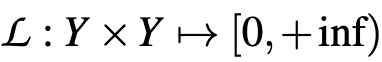 ℒ : Y × Y ↦ [0, + inf)